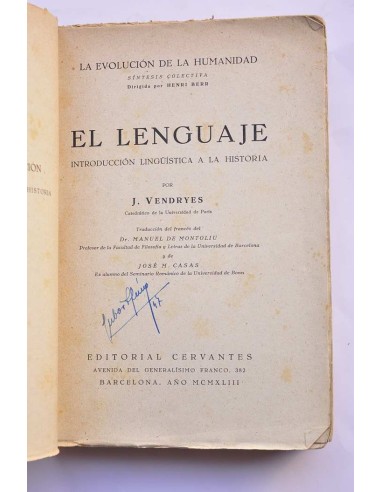 LA EVOLUCIÓN DE LA HUMANIDAD
SÍNTESIS COLECTIVA
Dirigida por HENRI BERR
EL LENGUAJE
INTRODUCCIÓN LINGÜÍSTICA A LA HISTORIA
POR
J. VENDRYES
Catedrático de la Universidad de París
Traducción del francés del
Dr. MANUEL DE MONTOLIU
Profesor de la Facultad de Filosofía y Letras de la Universidad de Barcelona
y de
JOSÉ M. CASAS
Ex alumno del Seminario Románico de la Universidad de Bonn
EDITORIAL CERVANTES
AVENIDA DEL GENERALÍSIMO FRANCO, 382
BARCELONA, AÑO MCMXLIII